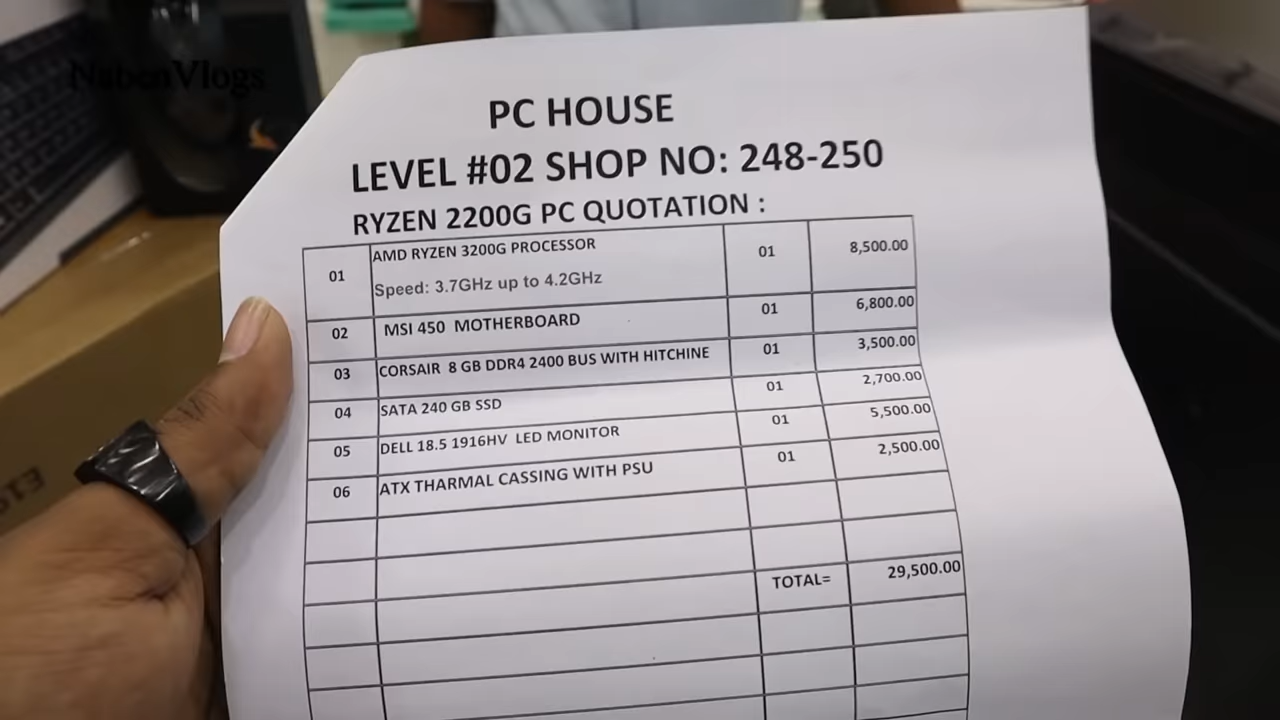 NabenVlogs
PC HOUSE
LEVEL #02 SHOP NO: 248-250
RYZEN 2200G PC QUOTATION :
01 AMD RYZEN 3200G PROCESSOR 01 8,500.00
Speed: 3.7GHz up to 4.2GHz
02 MSI 450 MOTHERBOARD 01 6,800.00
03 CORSAIR 8 GB DDR4 2400 BUS WITH HITCHINE 01 3,500.00
04 SATA 240 GB SSD 01 2,700.00
05 DELL 18.5 1916HV LED MONITOR 01 5,500.00
06 ATX THARMAL CASSING WITH PSU 01 2,500.00
TOTAL= 29,500.00